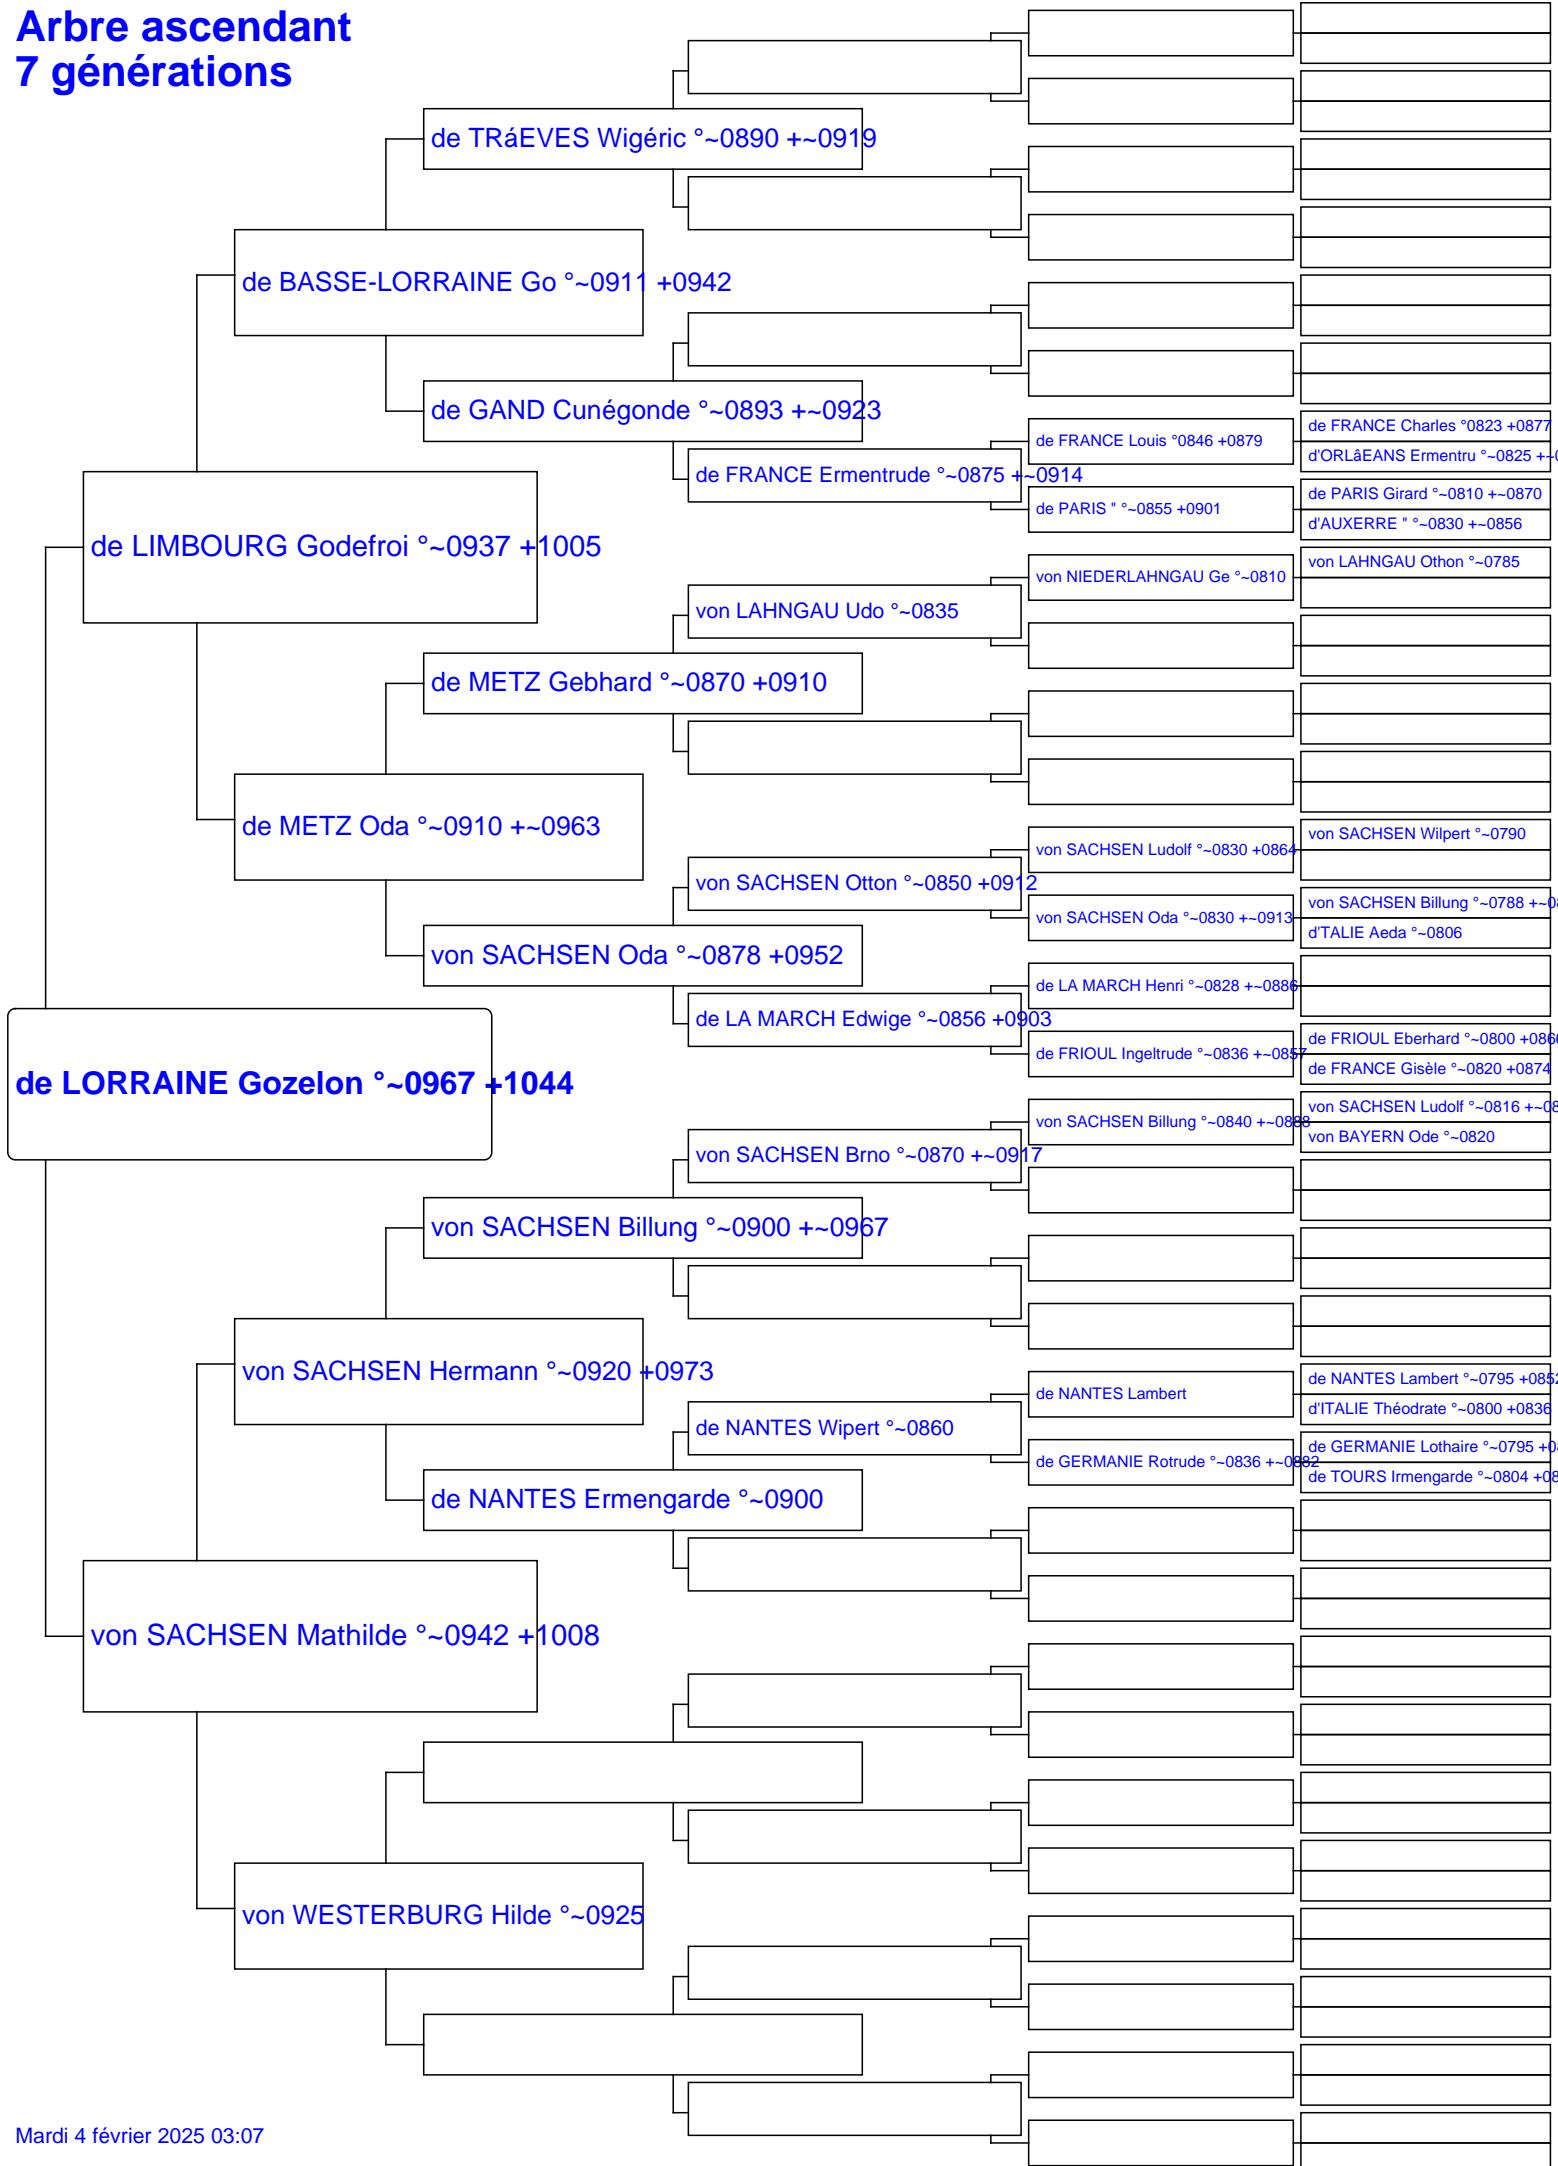 Arbre ascendant
7 générations
de TRáEVES Wigéric °~0890 +~0919
de BASSE-LORRAINE Go °~0911 +0942
de GAND Cunégonde °~0893 +~0923
de FRANCE Charles °0823 +0877
de FRANCE Louis °0846 +0879
d'ORLâEANS Ermentru °~0825 +~0
de FRANCE Ermentrude °~0875 +~0914
de PARIS Girard °~0810 +~0870
de PARIS " °~0855 +0901
d'AUXERRE " °~0830 +~0856
de LIMBOURG Godefroi °~0937 +1005
von LAHNGAU Othon °~0785
von NIEDERLAHNGAU Ge °~0810
von LAHNGAU Udo °~0835
de METZ Gebhard °~0870 +0910
de METZ Oda °~0910 +~0963
von SACHSEN Wilpert °~0790
von SACHSEN Ludolf °~0830 +0864
von SACHSEN Otton °~0850 +0912
von SACHSEN Billung °~0788 +~08
von SACHSEN Oda °~0830 +~0913
d'TALIE Aeda °~0806
von SACHSEN Oda °~0878 +0952
de LA MARCH Henri °~0828 +~0886
de LA MARCH Edwige °~0856 +0903
de FRIOUL Eberhard °~0800 +0866
de FRIOUL Ingeltrude °~0836 +~0857
de FRANCE Gisèle °~0820 +0874
de LORRAINE Gozelon °~0967 +1044
von SACHSEN Ludolf °~0816 +~08
von SACHSEN Billung °~0840 +~0888
von BAYERN Ode °~0820
von SACHSEN Brno °~0870 +~0917
von SACHSEN Billung °~0900 +~0967
von SACHSEN Hermann °~0920 +0973
de NANTES Lambert °~0795 +0852
de NANTES Lambert
d'ITALIE Théodrate °~0800 +0836
de NANTES Wipert °~0860
de GERMANIE Lothaire °~0795 +08
de GERMANIE Rotrude °~0836 +~0882
de TOURS Irmengarde °~0804 +08
de NANTES Ermengarde °~0900
von SACHSEN Mathilde °~0942 +1008
von WESTERBURG Hilde °~0925
Mardi 4 février 2025 03:07